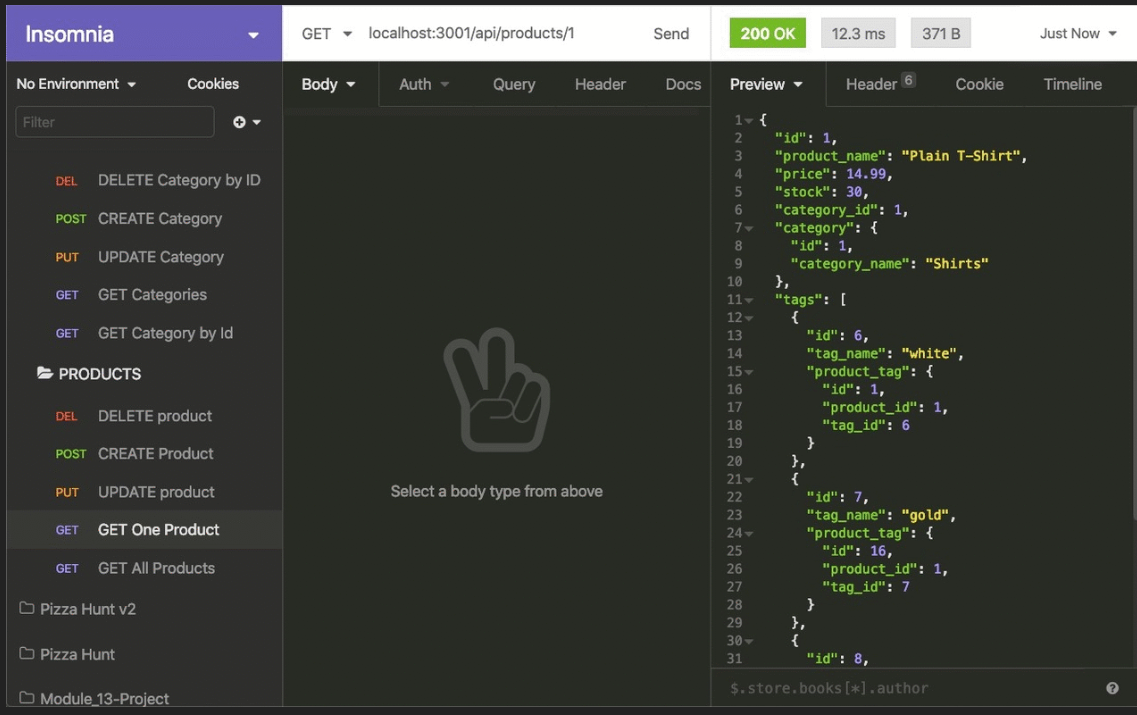 Insomnia
GET localhost:3001/api/products/1 Send
200 OK 12.3 ms 371 B Just Now
No Environment Cookies
Body Auth Query Header Docs
Preview Header 6 Cookie Timeline
Filter
DEL DELETE Category by ID
POST CREATE Category
PUT UPDATE Category
GET GET Categories
GET GET Category by Id
PRODUCTS
DEL DELETE product
POST CREATE Product
PUT UPDATE product
GET GET One Product
GET GET All Products
Pizza Hunt v2
Pizza Hunt
Module_13-Project
Select a body type from above
1 {
2 "id": 1,
3 "product_name": "Plain T-Shirt",
4 "price": 14.99,
5 "stock": 30,
6 "category_id": 1,
7 "category": {
8 "id": 1,
9 "category_name": "Shirts"
10 },
11 "tags": [
12 {
13 "id": 6,
14 "tag_name": "white",
15 "product_tag": {
16 "id": 1,
17 "product_id": 1,
18 "tag_id": 6
19 }
20 },
21 {
22 "id": 7,
23 "tag_name": "gold",
24 "product_tag": {
25 "id": 16,
26 "product_id": 1,
27 "tag_id": 7
28 }
29 },
30 {
31 "id": 8,
$.store.books[*].author